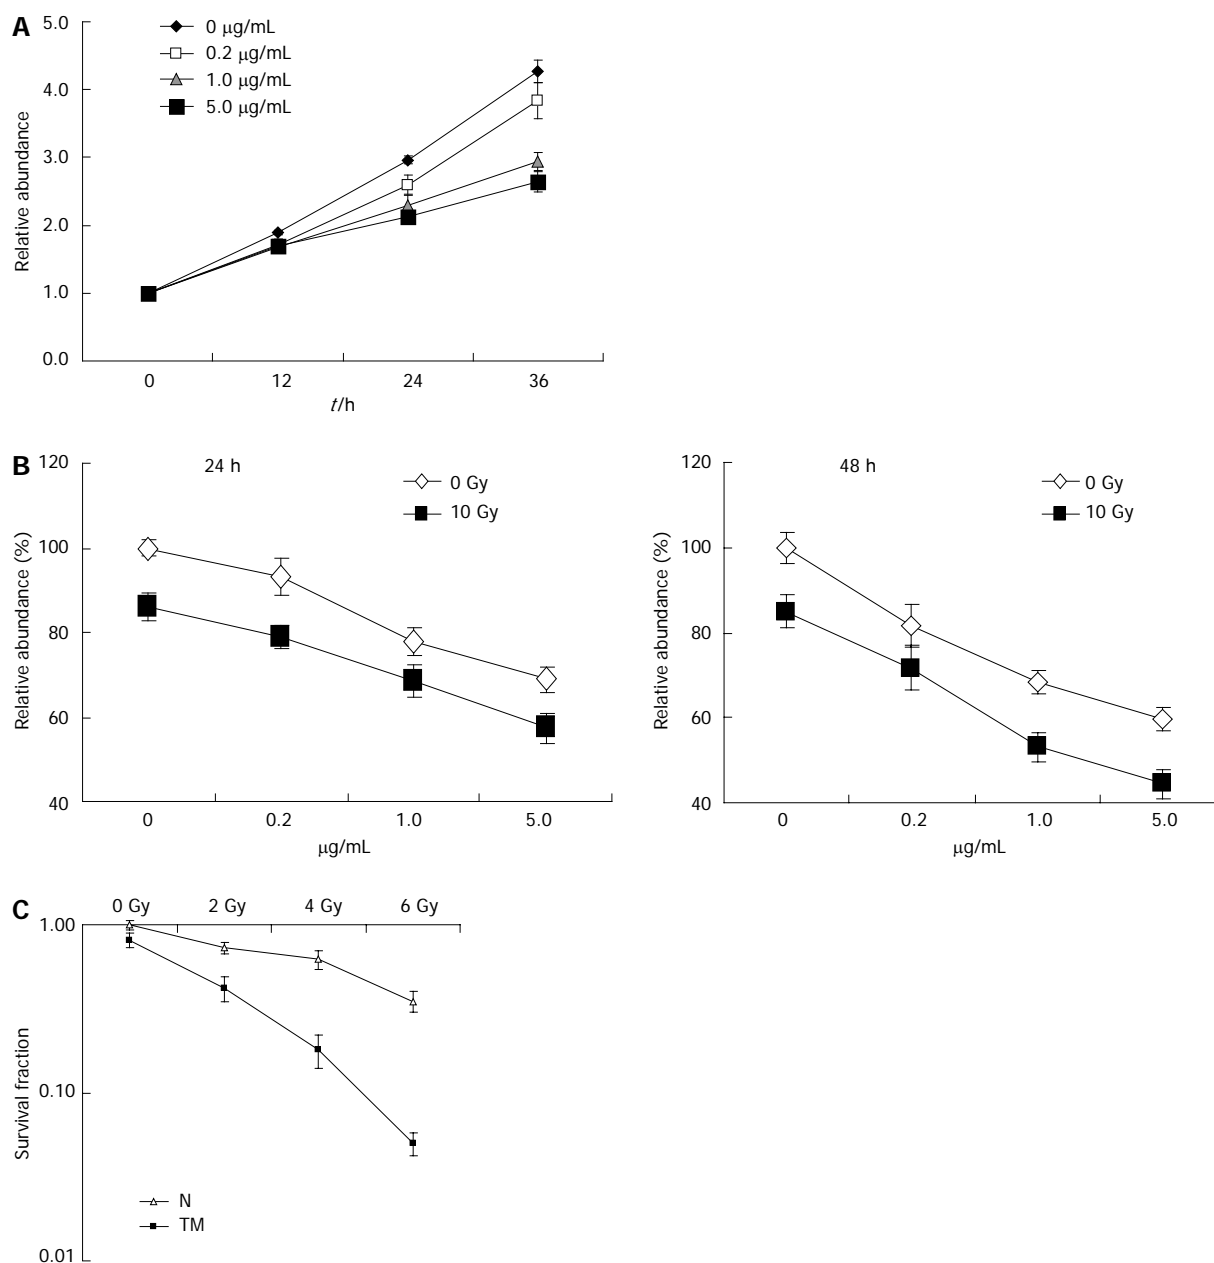 A
5.0
4.0
3.0
2.0
1.0
0.0
Relative abundance
0 µg/mL
0.2 µg/mL
1.0 µg/mL
5.0 µg/mL
0 12 24 36
t/h
B
120
100
80
60
40
Relative abundance (%)
24 h
0 Gy
10 Gy
0 0.2 1.0 5.0
µg/mL
120
100
80
60
40
Relative abundance (%)
48 h
0 Gy
10 Gy
0 0.2 1.0 5.0
µg/mL
C
0 Gy 2 Gy 4 Gy 6 Gy
1.00
0.10
0.01
Survival fraction
N
TM